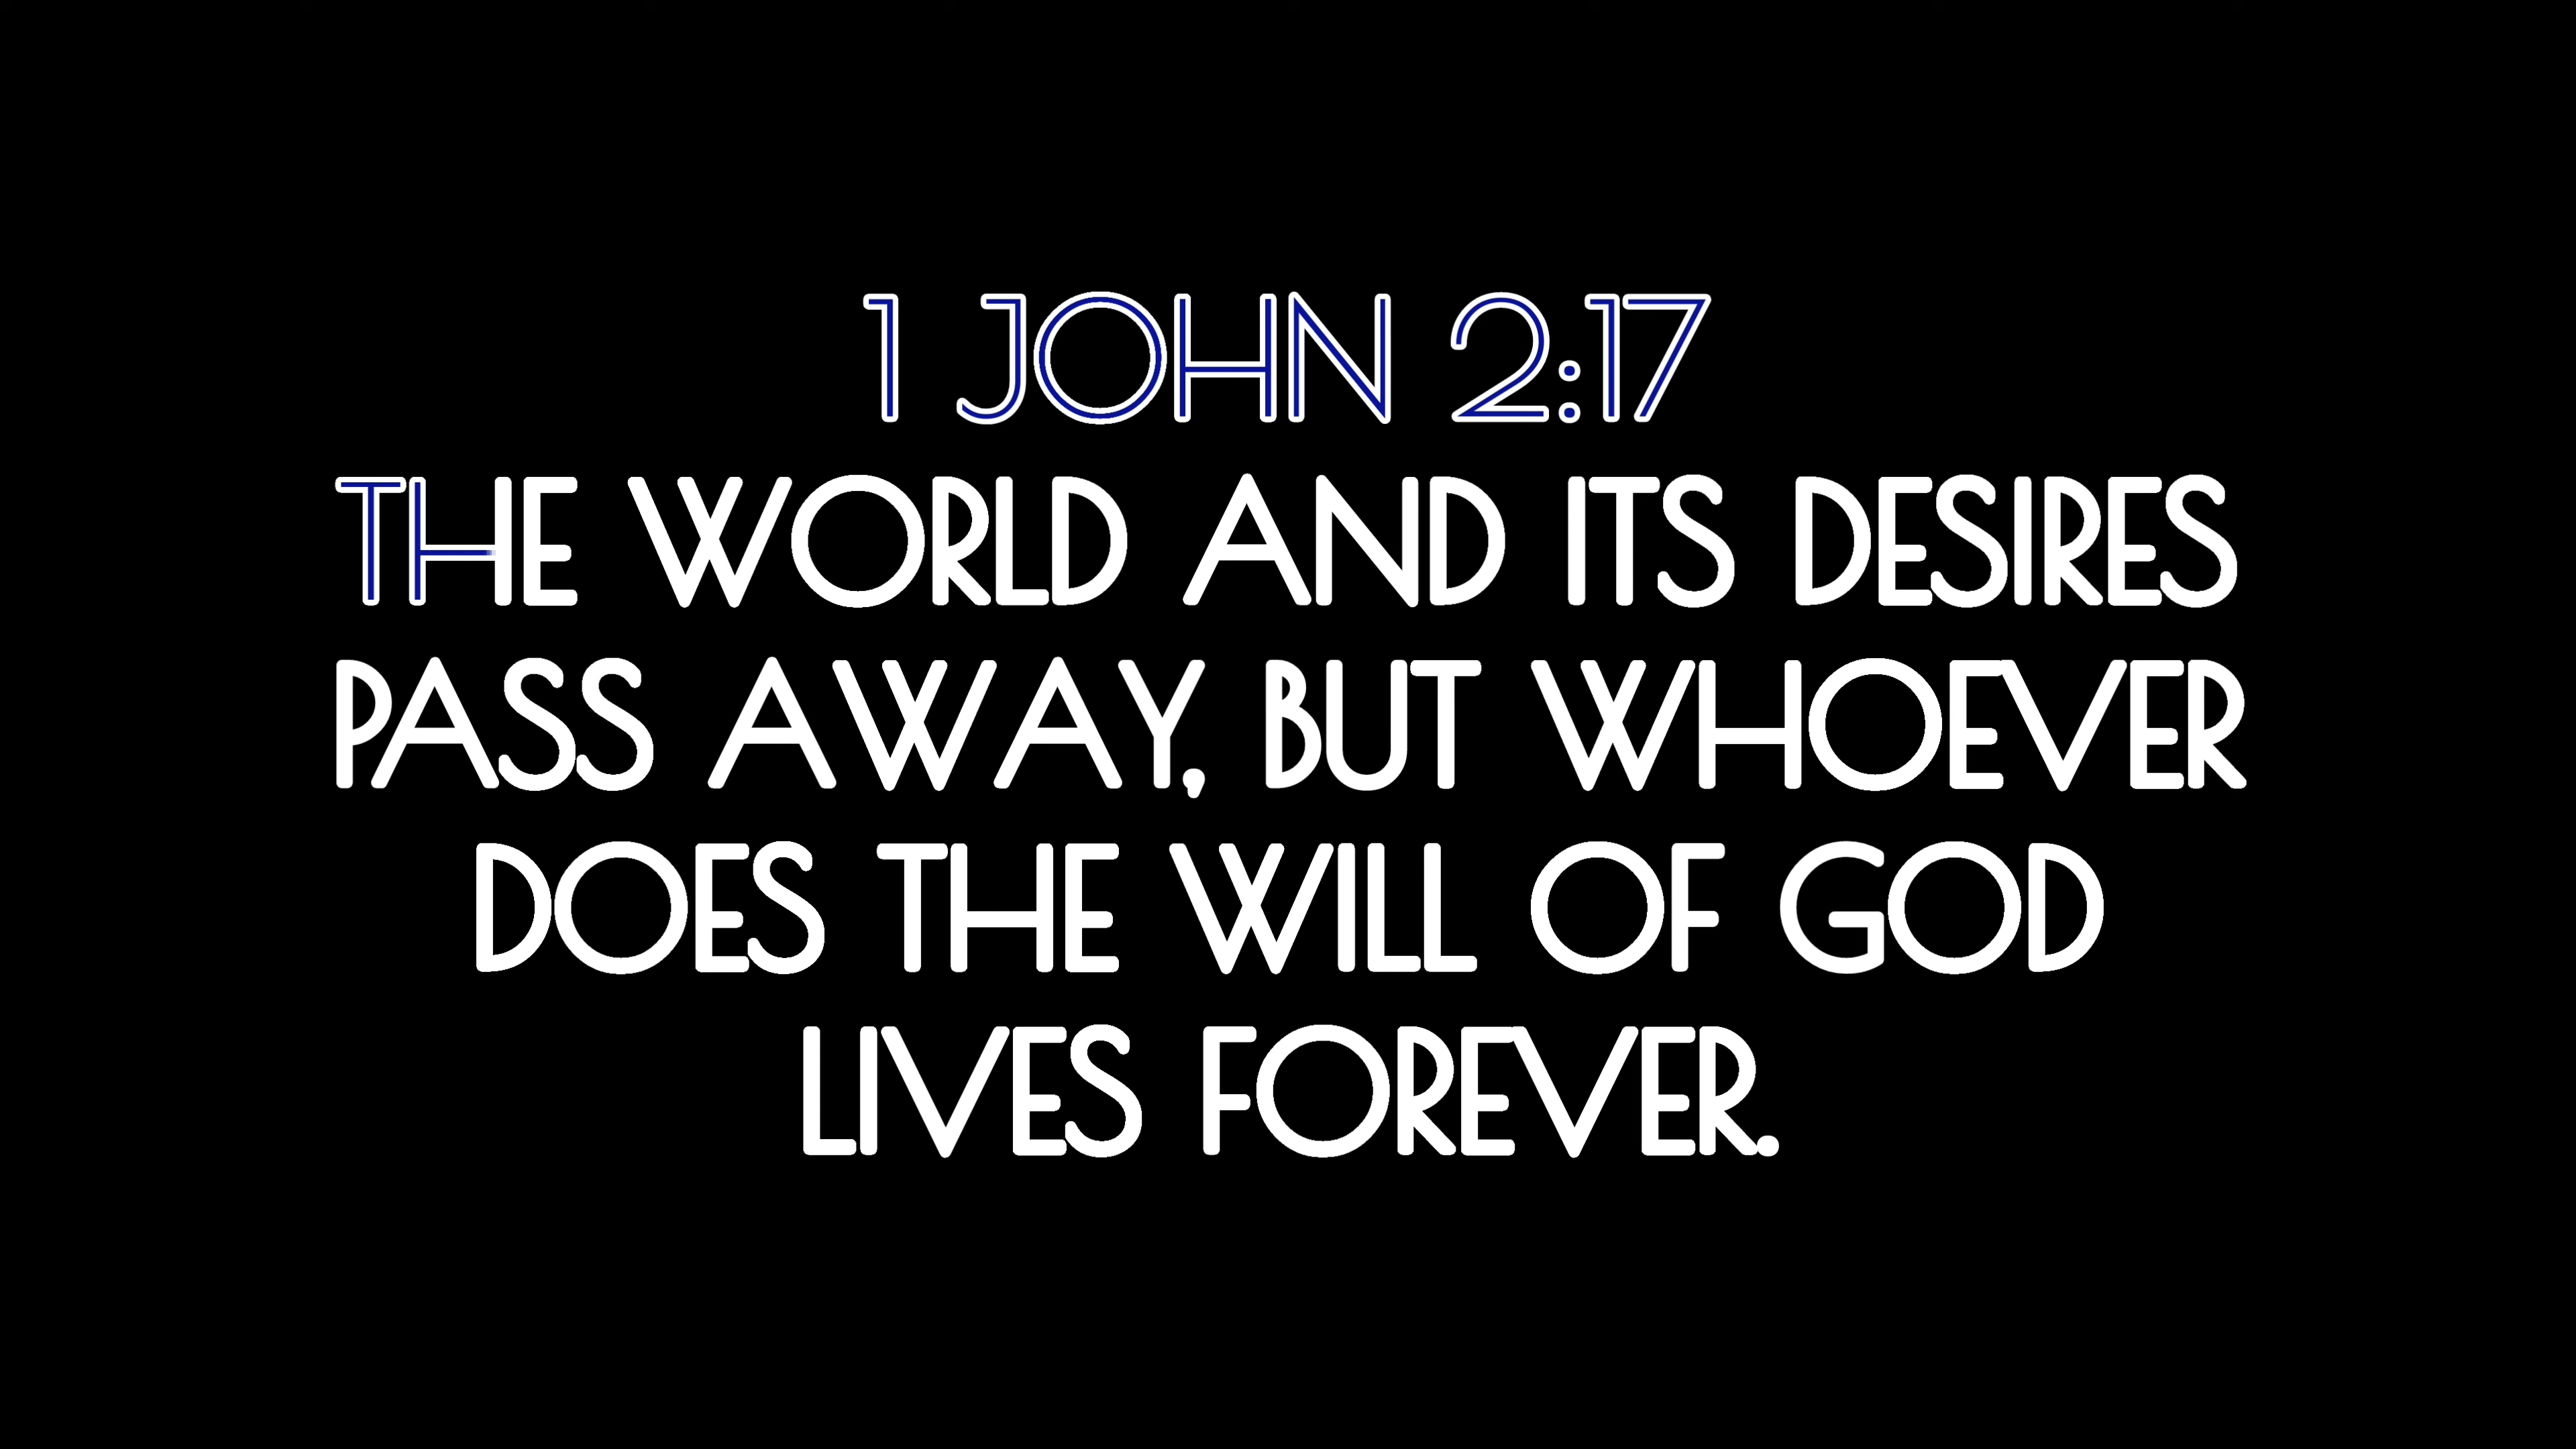 1 JOHN 2:17
THE WORLD AND ITS DESIRES
PASS AWAY, BUT WHOEVER
DOES THE WILL OF GOD
LIVES FOREVER.